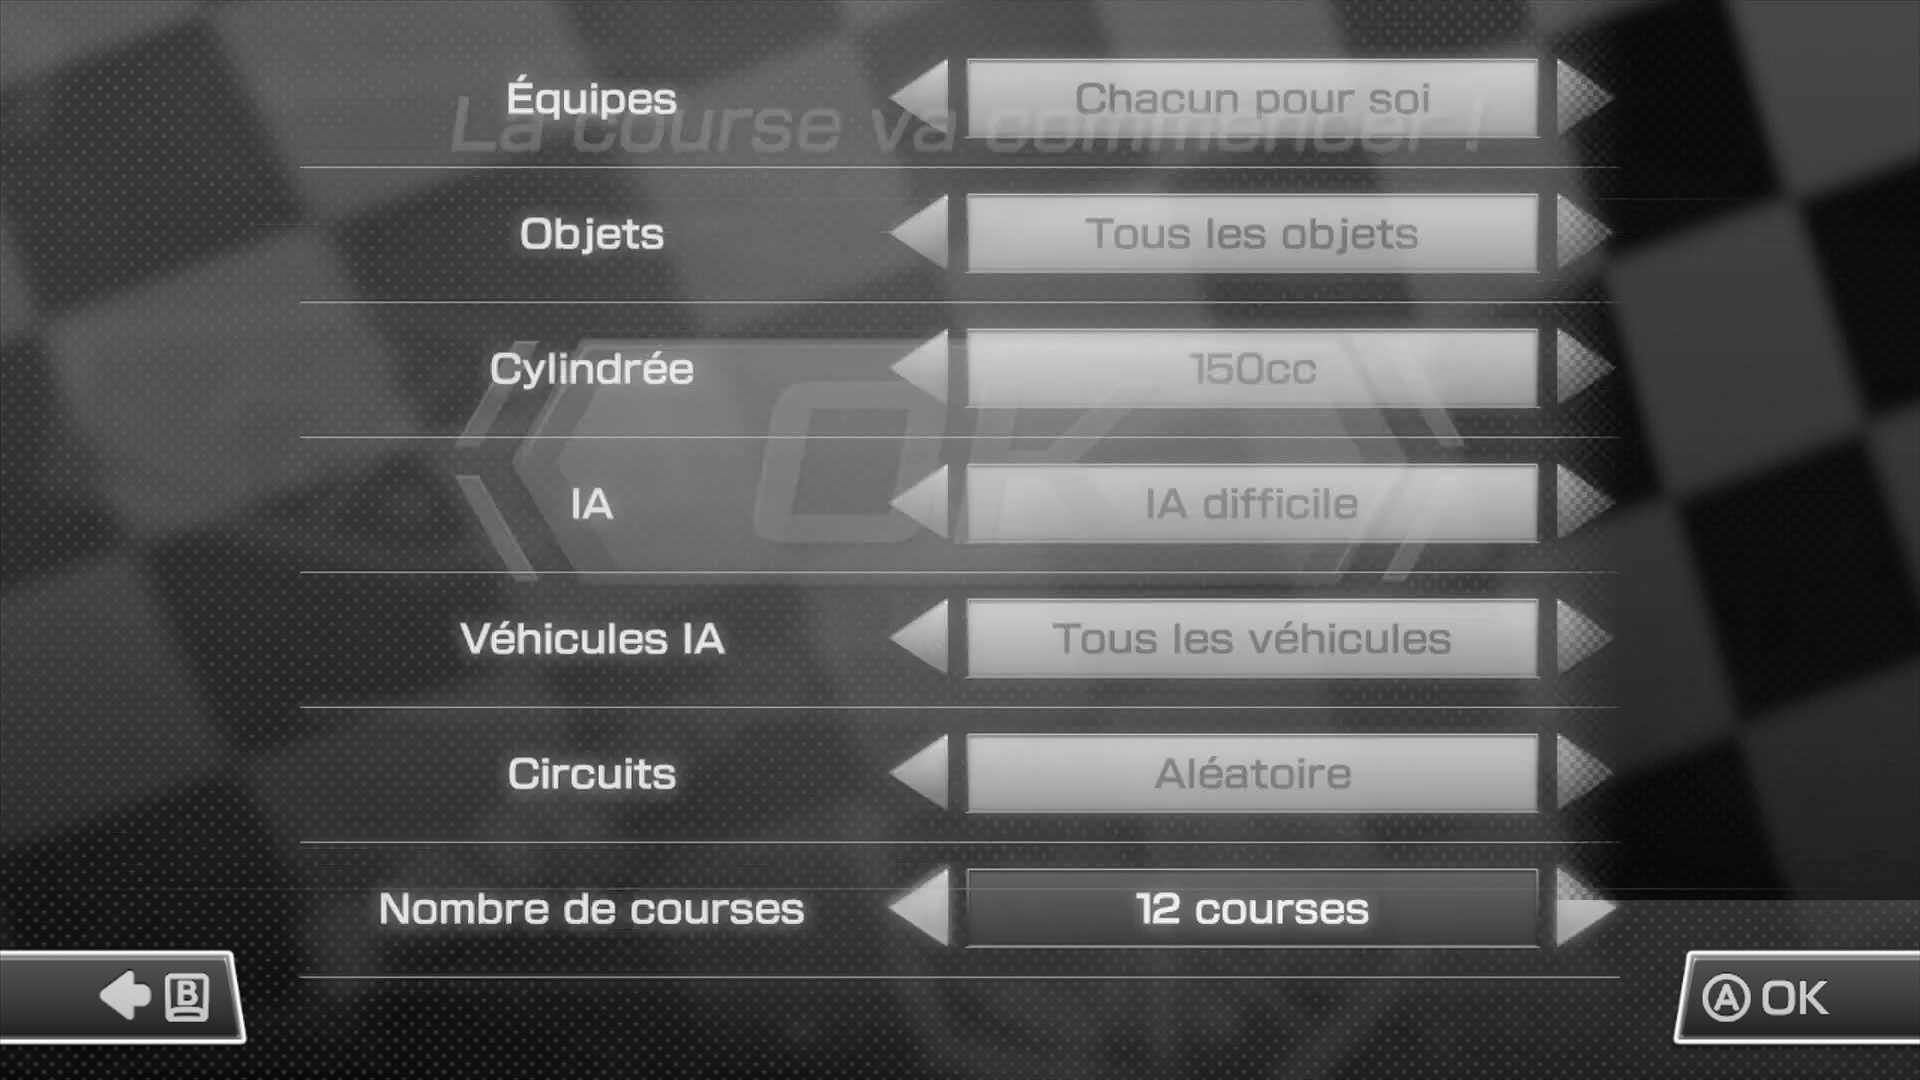 Équipes
Chacun pour soi
La course va commencer !
Objets
Tous les objets
Cylindrée
150cc
OK
IA
IA difficile
Véhicules IA
Tous les véhicules
Circuits
Aléatoire
Nombre de courses
12 courses
B
A OK